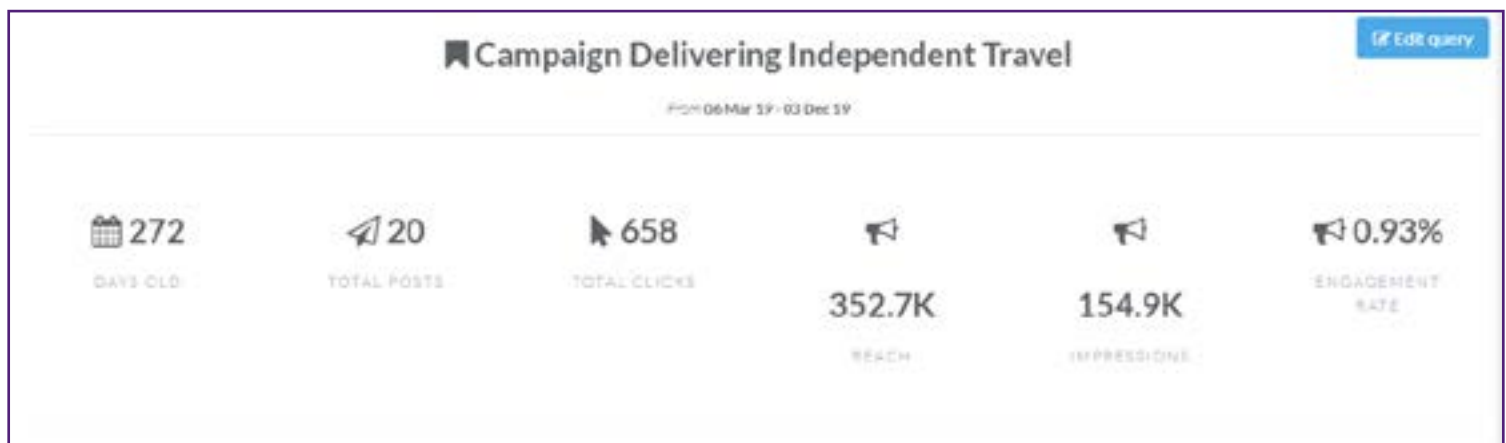 Edit query
Campaign Delivering Independent Travel
From 06 Mar 19 - 03 Dec 19
272
DAYS OLD
20
TOTAL POSTS
658
TOTAL CLICKS
352.7K
REACH
154.9K
IMPRESSIONS
0.93%
ENGAGEMENT
RATE